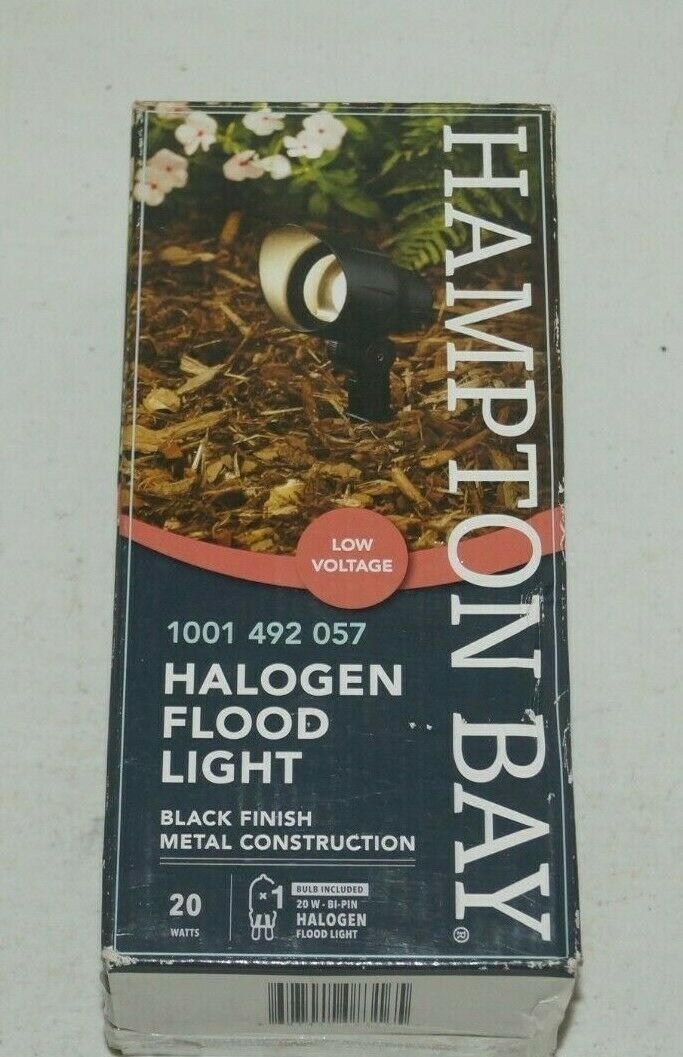 HAMPTON BAY®
LOW
VOLTAGE
1001 492 057
HALOGEN
FLOOD
LIGHT
BLACK FINISH
METAL CONSTRUCTION
20
WATTS
×1
BULB INCLUDED
20 W - BI-PIN
HALOGEN
FLOOD LIGHT